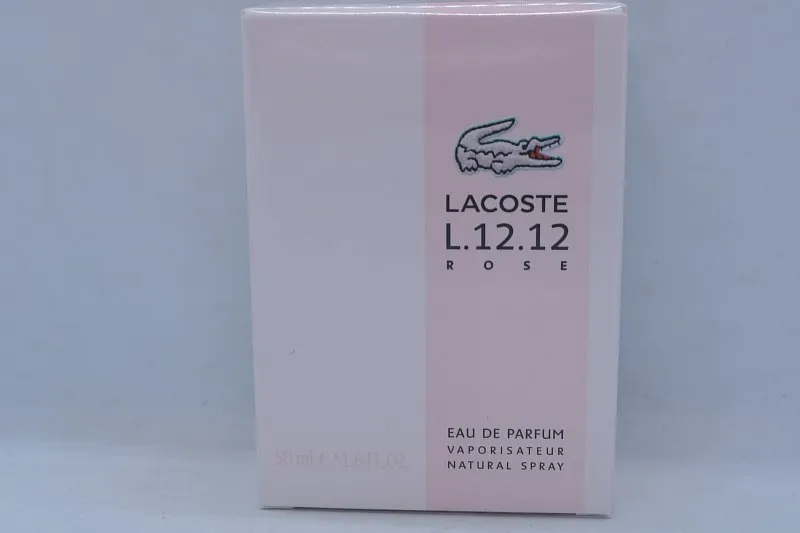 LACOSTE
L.12.12
ROSE
EAU DE PARFUM
VAPORISATEUR
NATURAL SPRAY
50 ml ℮ 1.6 FL.OZ.